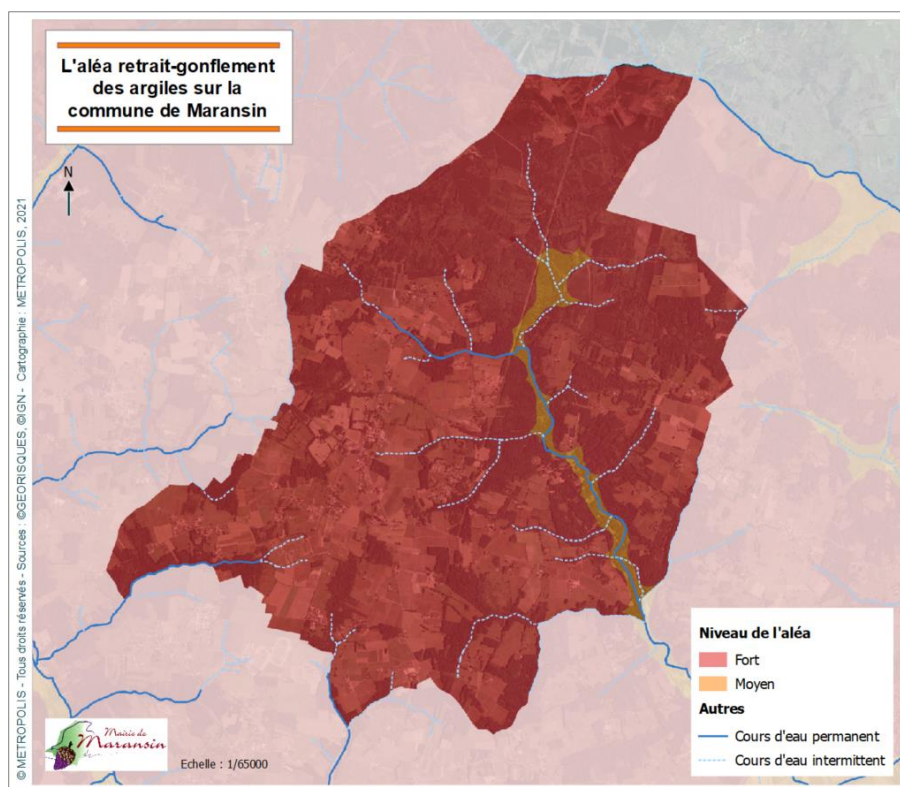 L'aléa retrait-gonflement
des argiles sur la
commune de Maransin
N
© METROPOLIS - Tous droits réservés - Sources : ©GEORISQUES, ©IGN - Cartographie : METROPOLIS, 2021
Niveau de l'aléa
Fort
Moyen
Autres
Cours d'eau permanent
Cours d'eau intermittent
Mairie de
Maransin
Echelle : 1/65000